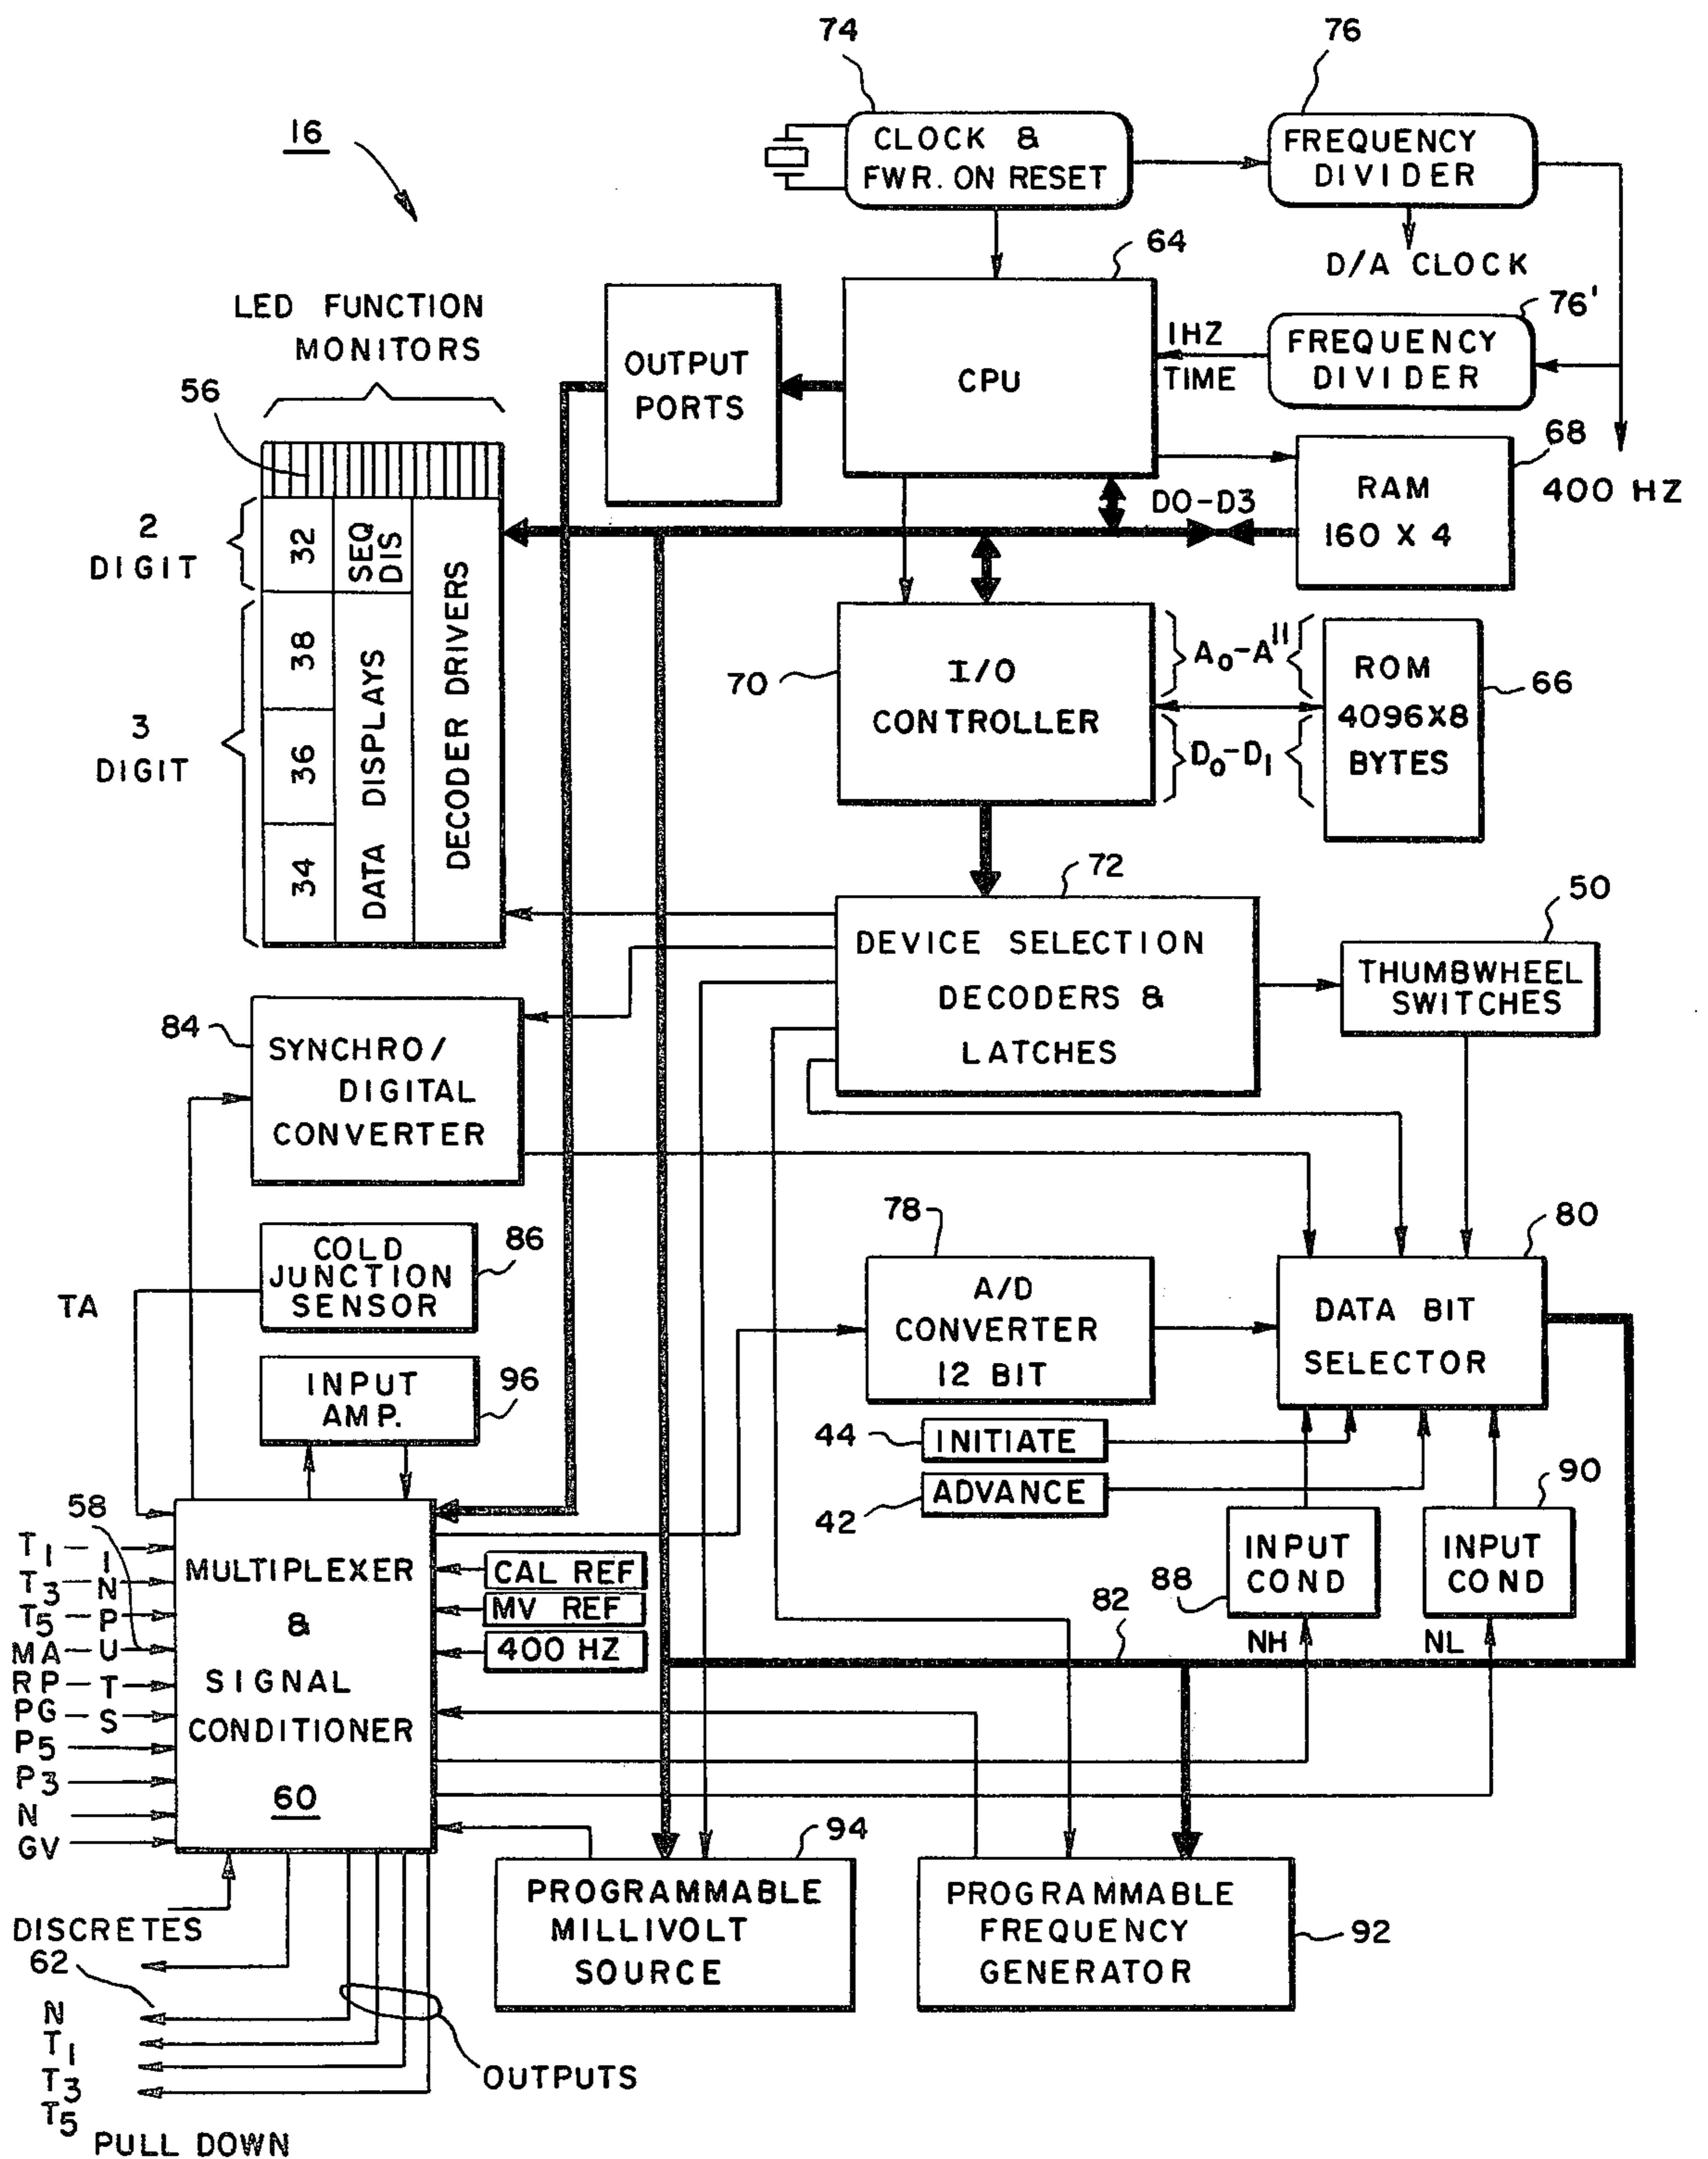 74
76
16
CLOCK &
FWR. ON RESET
FREQUENCY
DIVIDER
64
D/A CLOCK
76'
LED FUNCTION
MONITORS
OUTPUT
PORTS
CPU
1HZ
TIME
FREQUENCY
DIVIDER
56
68
RAM
160 X 4
400 HZ
D0-D3
2
DIGIT
32
SEQ
DIS
3
DIGIT
38
36
34
DATA DISPLAYS
DECODER DRIVERS
70
I/O
CONTROLLER
A0-A11
D0-D1
ROM
4096X8
BYTES
66
72
50
DEVICE SELECTION
DECODERS &
LATCHES
THUMBWHEEL
SWITCHES
84
SYNCHRO/
DIGITAL
CONVERTER
78
80
COLD
JUNCTION
SENSOR
86
TA
A/D
CONVERTER
12 BIT
DATA BIT
SELECTOR
INPUT
AMP.
96
44
INITIATE
42
ADVANCE
90
58
INPUT
COND
88
INPUT
COND
NH
NL
82
T1
T3
T5
MA
RP
PG
P5
P3
N
GV
INPUTS
MULTIPLEXER
&
SIGNAL
CONDITIONER
60
CAL REF
MV REF
400 HZ
94
PROGRAMMABLE
MILLIVOLT
SOURCE
PROGRAMMABLE
FREQUENCY
GENERATOR
92
DISCRETES
62
N
T1
T3
T5
OUTPUTS
PULL DOWN